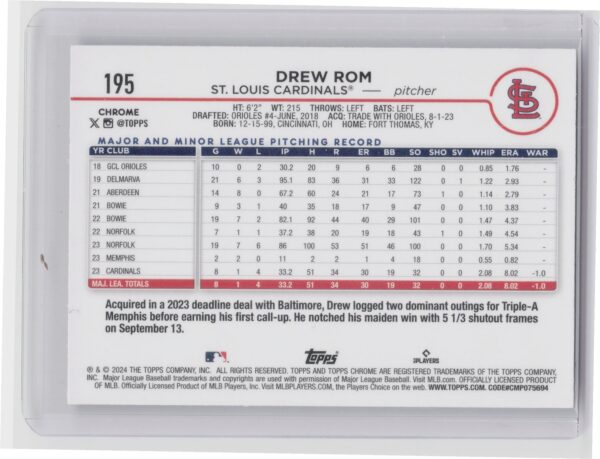 195
DREW ROM
ST. LOUIS CARDINALS® — pitcher
CHROME
@TOPPS
HT: 6'2" WT: 215 THROWS: LEFT BATS: LEFT
DRAFTED: ORIOLES #4-JUNE, 2018 ACQ: TRADE WITH ORIOLES, 8-1-23
BORN: 12-15-99, CINCINNATI, OH HOME: FORT THOMAS, KY
MAJOR AND MINOR LEAGUE PITCHING RECORD
YR CLUB G W L IP H R ER BB SO SHO SV WHIP ERA WAR
18 GCL ORIOLES 10 0 2 30.2 20 9 6 6 28 0 0 0.85 1.76 -
19 DELMARVA 21 6 3 95.1 83 36 31 33 122 0 1 1.22 2.93 -
21 ABERDEEN 14 8 0 67.2 60 24 21 17 73 1 0 1.14 2.79 -
21 BOWIE 9 3 1 40 35 18 17 9 47 0 0 1.10 3.83 -
22 BOWIE 19 7 2 82.1 92 44 40 29 101 0 0 1.47 4.37 -
22 NORFOLK 7 1 1 37.2 38 20 19 18 43 1 0 1.49 4.54 -
23 NORFOLK 19 7 6 86 100 53 51 46 100 0 0 1.70 5.34 -
23 MEMPHIS 2 2 0 11 2 2 1 4 18 0 0 0.55 0.82 -
23 CARDINALS 8 1 4 33.2 51 34 30 19 32 0 0 2.08 8.02 -1.0
MAJ. LEA. TOTALS 8 1 4 33.2 51 34 30 19 32 0 0 2.08 8.02 -1.0
Acquired in a 2023 deadline deal with Baltimore, Drew logged two dominant outings for Triple-A
Memphis before earning his first call-up. He notched his maiden win with 5 1/3 shutout frames
on September 13.
Topps
PLAYERS
® & © 2024 THE TOPPS COMPANY, INC. ALL RIGHTS RESERVED. TOPPS AND TOPPS CHROME ARE REGISTERED TRADEMARKS OF THE TOPPS COMPANY,
INC. Major League Baseball trademarks and copyrights are used with permission of Major League Baseball. Visit MLB.com. OFFICIALLY LICENSED PRODUCT
OF MLB. Officially Licensed Product of MLB Players, Inc. Visit MLBPLAYERS.com, the Players Choice on the web. WWW.TOPPS.COM. CODE#CMP075694